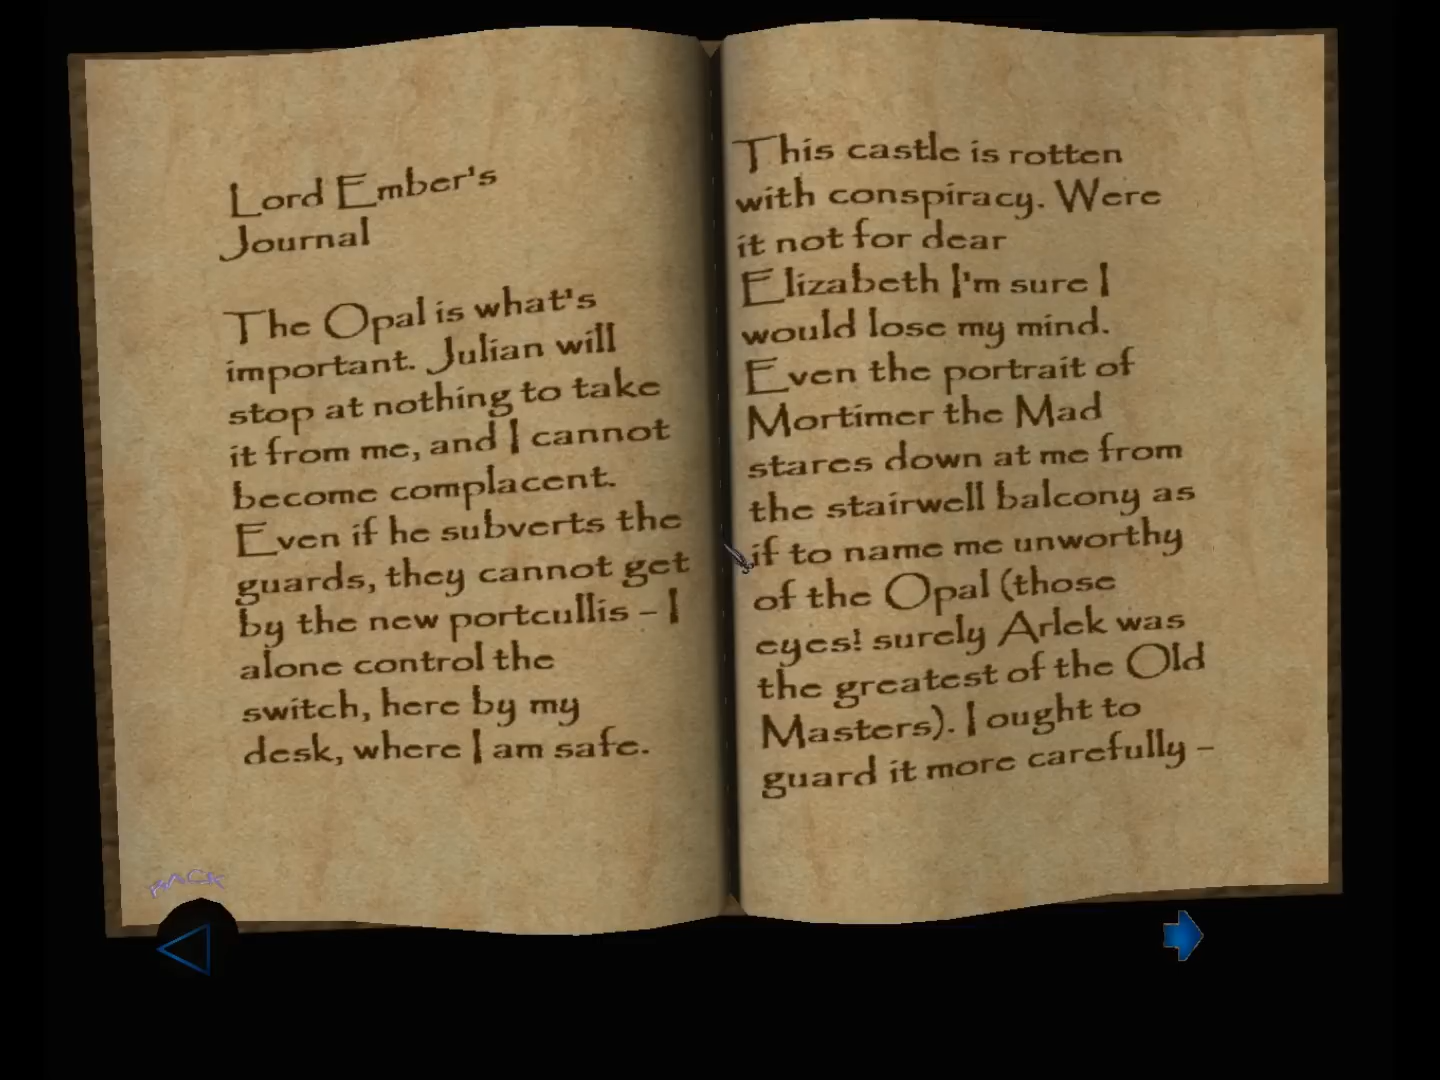 Lord Ember's
Journal
The Opal is what's
important. Julian will
stop at nothing to take
it from me, and I cannot
become complacent.
Even if he subverts the
guards, they cannot get
by the new portcullis - I
alone control the
switch, here by my
desk, where I am safe.
This castle is rotten
with conspiracy. Were
it not for dear
Elizabeth I'm sure I
would lose my mind.
Even the portrait of
Mortimer the Mad
stares down at me from
the stairwell balcony as
if to name me unworthy
of the Opal (those
eyes! surely Arlek was
the greatest of the Old
Masters). I ought to
guard it more carefully -
BACK